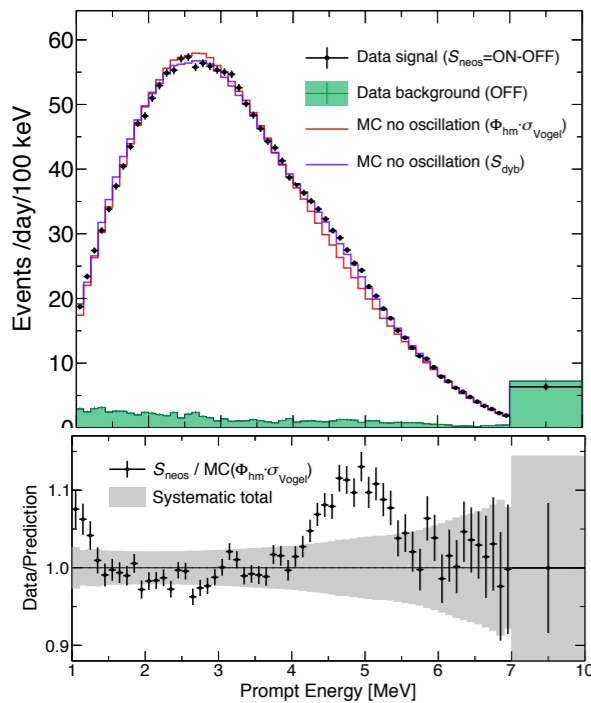 60
50
40
30
20
10
0
Events /day/100 keV
Data signal (S_neos=ON-OFF)
Data background (OFF)
MC no oscillation (Φ_hm·σ_Vogel)
MC no oscillation (S_dyb)
1.1
1.0
0.9
Data/Prediction
S_neos / MC(Φ_hm·σ_Vogel)
Systematic total
1 2 3 4 5 6 7 10
Prompt Energy [MeV]